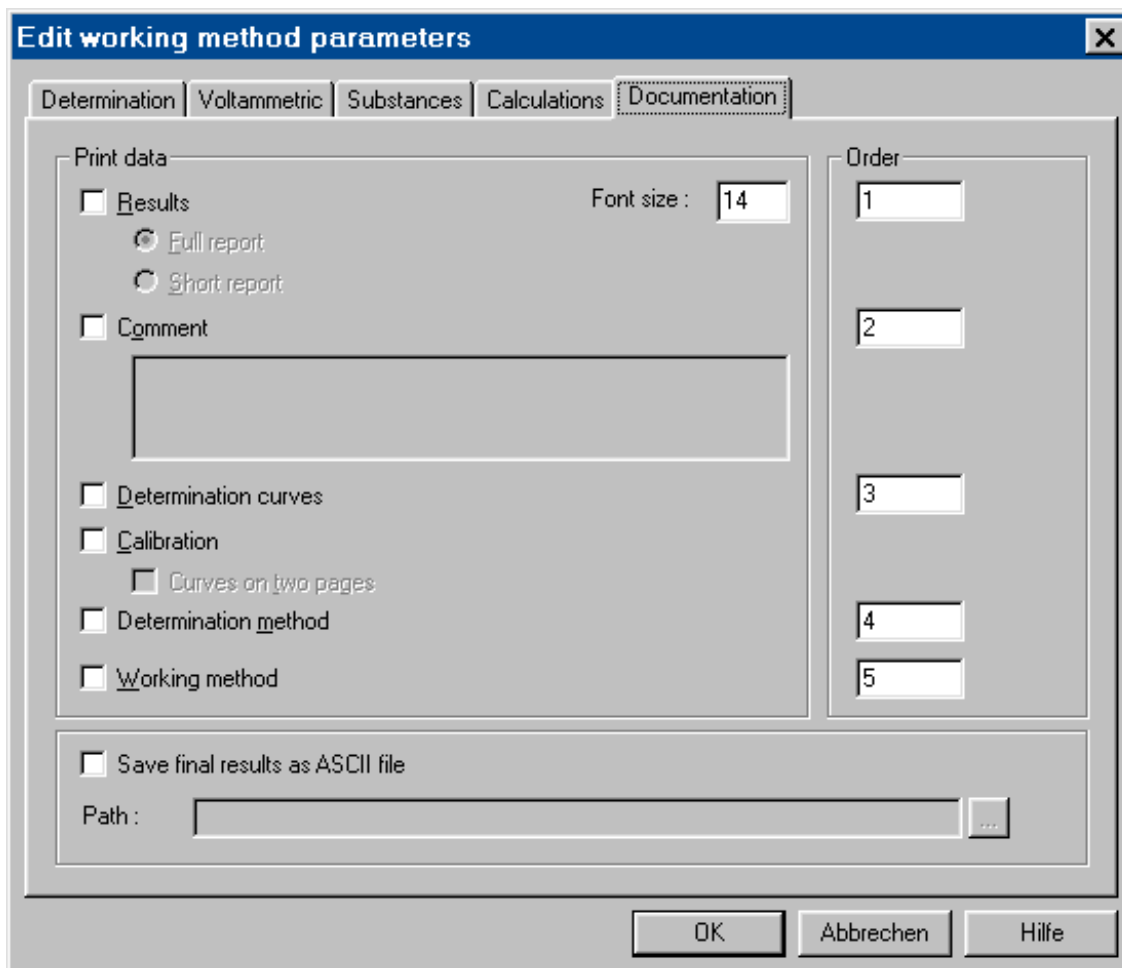 Edit working method parameters
Determination Voltammetric Substances Calculations Documentation
Print data Order
Results Font size : 14 1
Full report
Short report
Comment 2
Determination curves 3
Calibration
Curves on two pages
Determination method 4
Working method 5
Save final results as ASCII file
Path : ...
OK Abbrechen Hilfe